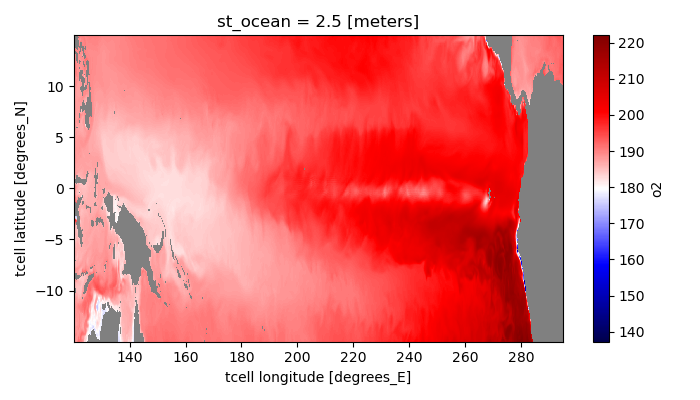 st_ocean = 2.5 [meters]
10
5
0
−5
−10
tcell latitude [degrees_N]
140 160 180 200 220 240 260 280
tcell longitude [degrees_E]
220
210
200
190
180
170
160
150
140
o2